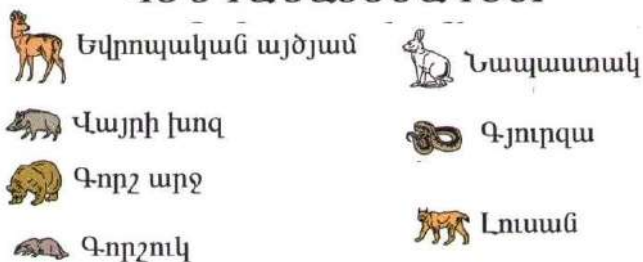 Եվրոպական այծյամ
Վայրի խոզ
Գորշ արջ
Գորշուկ
Նապաստակ
Գյուրզա
Լուսան